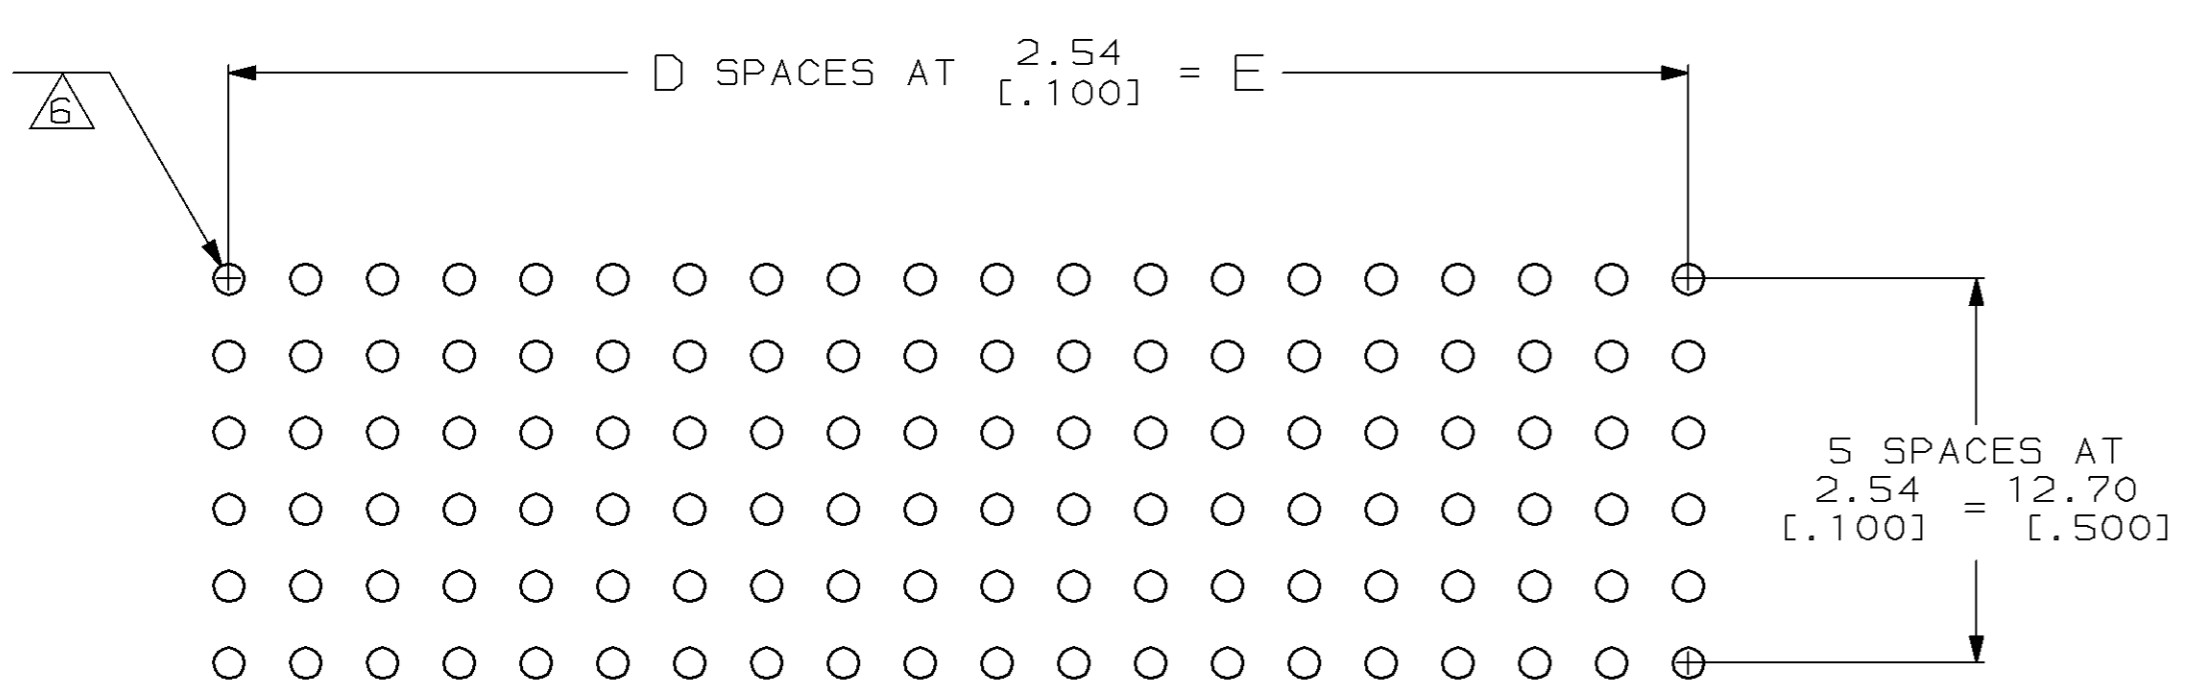 D SPACES AT 2.54 [.100] = E
6
5 SPACES AT
2.54 [.100] = 12.70 [.500]